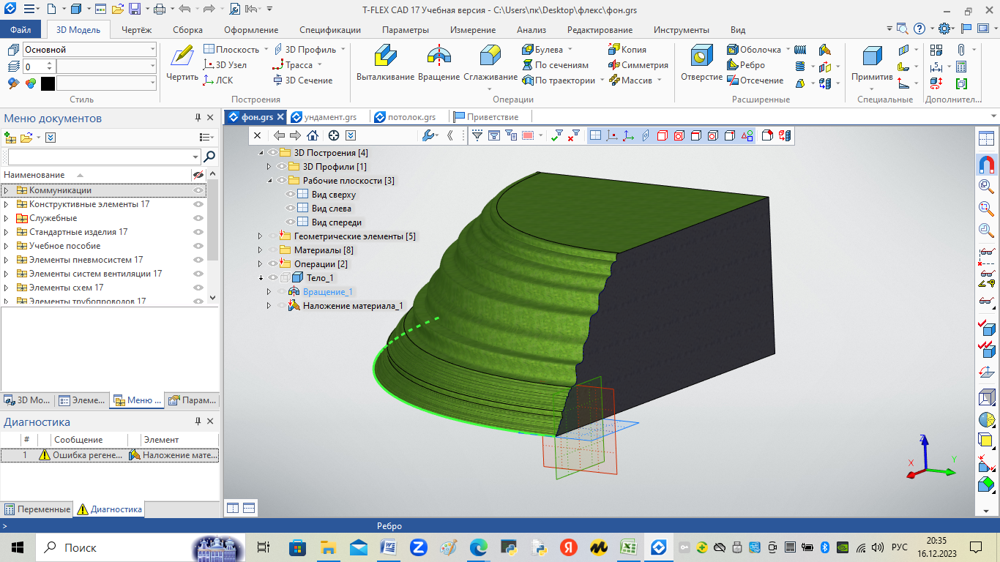 T-FLEX CAD 17 Учебная версия - C:\Users\пк\Desktop\флекс\фон.grs
Файл 3D Модель Чертёж Сборка Оформление Спецификации Параметры Измерение Анализ Редактирование Инструменты Вид
Основной
0
Стиль
Чертить
Плоскость 3D Профиль
3D Узел Трасса
ЛСК 3D Сечение
Построения
Выталкивание Вращение Сглаживание
Булева Копия
По сечениям Симметрия
По траектории Массив
Операции
Отверстие
Оболочка
Ребро
Отсечение
Расширенные
Примитив
Специальные
Дополнител...
Меню документов
фон.grs ундамент.grs потолок.grs Приветствие
Наименование
Коммуникации
Конструктивные элементы 17
Служебные
Стандартные изделия 17
Учебное пособие
Элементы пневмосистем 17
Элементы систем вентиляции 17
Элементы схем 17
Элементы трубопроводов 17
3D Построения [4]
3D Профили [1]
Рабочие плоскости [3]
Вид сверху
Вид слева
Вид спереди
Геометрические элементы [5]
Материалы [8]
Операции [2]
Тело_1
Вращение_1
Наложение материала_1
3D Мо... Элеме... Меню ... Парам...
Диагностика
# Сообщение Элемент
1 Ошибка регене... Наложение мате...
Переменные Диагностика
Z
X
Y
> Ребро
Поиск
РУС
20:35
16.12.2023